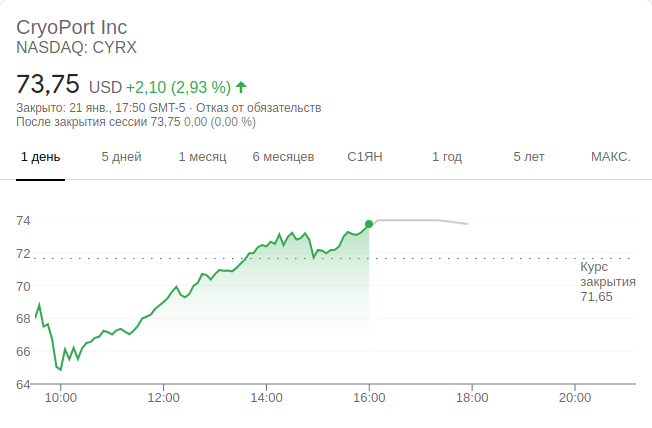 CryoPort Inc
NASDAQ: CYRX
73,75 USD +2,10 (2,93 %)
Закрыто: 21 янв., 17:50 GMT-5 · Отказ от обязательств
После закрытия сессии 73,75 0,00 (0,00 %)
1 день 5 дней 1 месяц 6 месяцев С1ЯН 1 год 5 лет МАКС.
74
72
Курс
закрытия
71,65
70
68
66
64
10:00 12:00 14:00 16:00 18:00 20:00